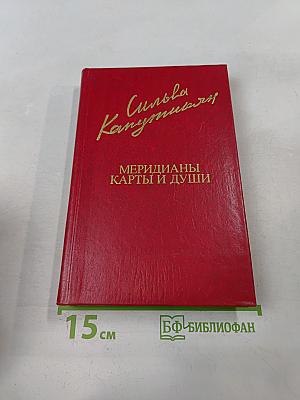 Сильва
Капутикян
МЕРИДИАНЫ
КАРТЫ И ДУШИ
15 см
БФ БИБЛИОФАН